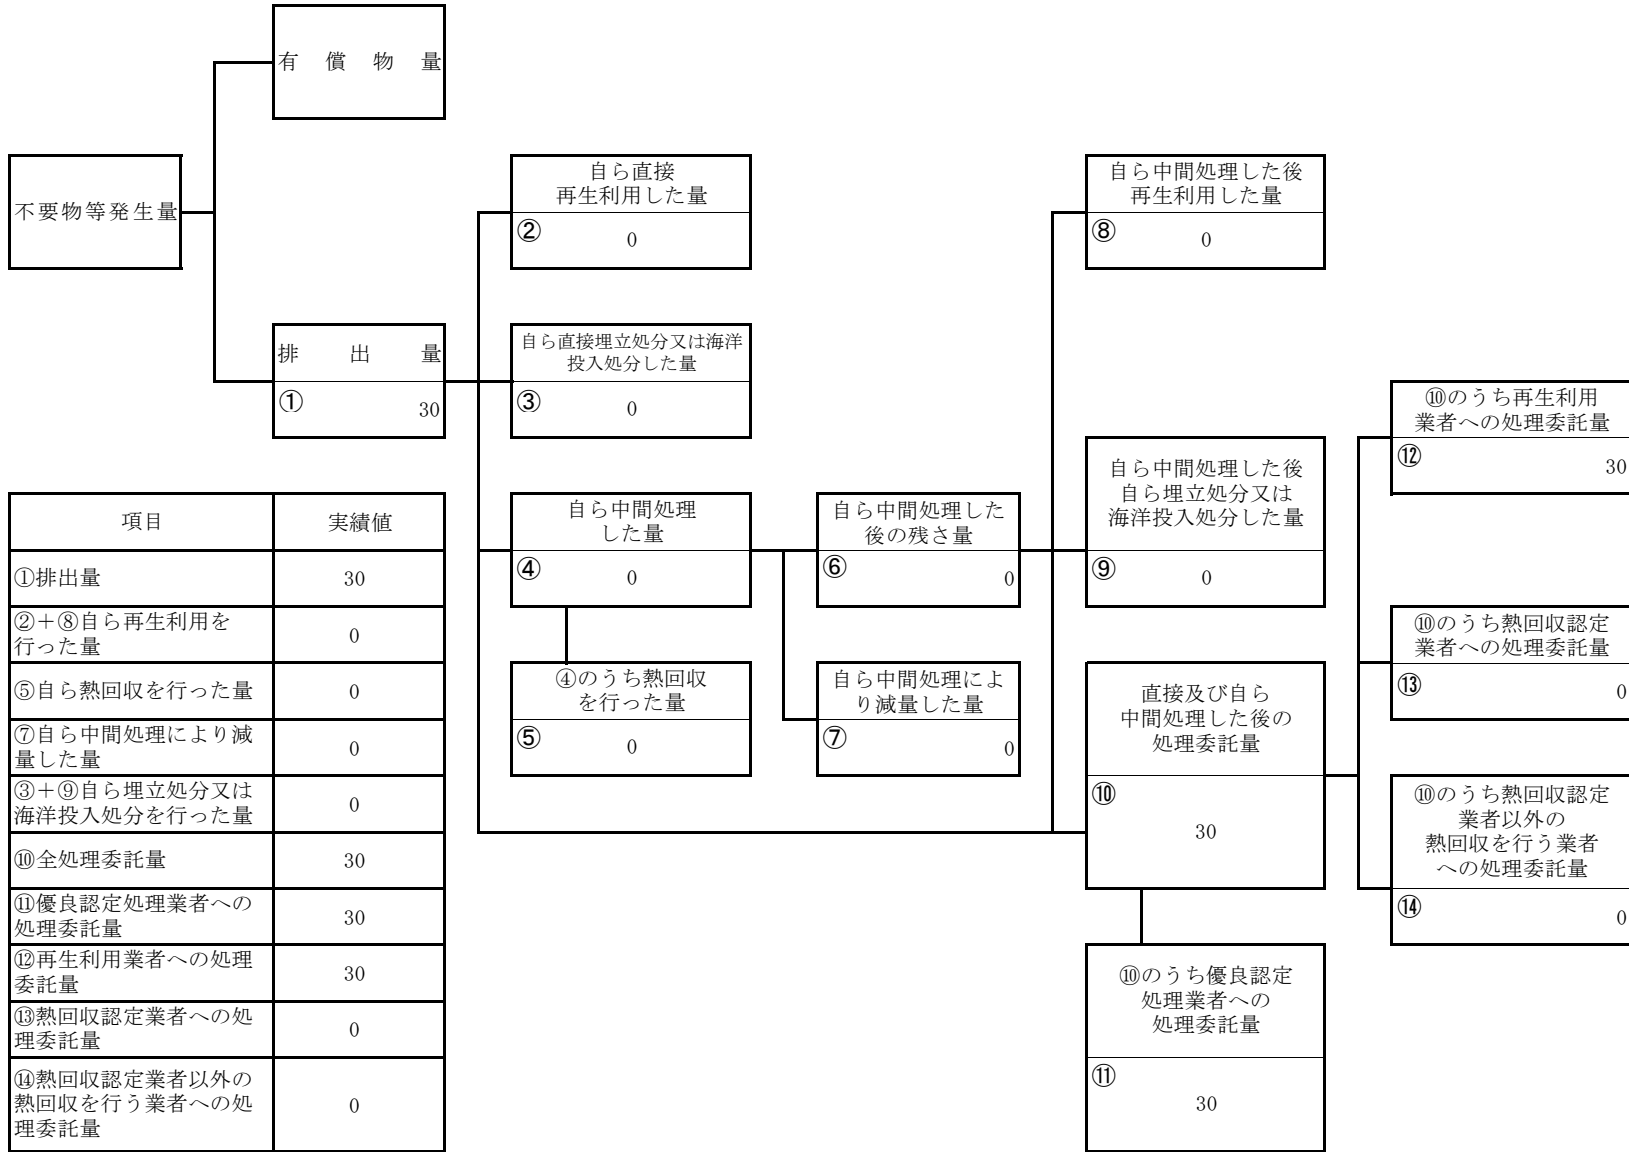 有償物量
不要物等発生量
排出量
①
30
自ら直接
再生利用した量
②
0
自ら直接埋立処分又は海洋
投入処分した量
③
0
自ら中間処理
した量
④
0
④のうち熱回収
を行った量
⑤
0
自ら中間処理した
後の残さ量
⑥
0
自ら中間処理によ
り減量した量
⑦
0
自ら中間処理した後
再生利用した量
⑧
0
自ら中間処理した後
自ら埋立処分又は
海洋投入処分した量
⑨
0
直接及び自ら
中間処理した後の
処理委託量
⑩
30
⑩のうち優良認定
処理業者への
処理委託量
⑪
30
⑩のうち再生利用
業者への処理委託量
⑫
30
⑩のうち熱回収認定
業者への処理委託量
⑬
0
⑩のうち熱回収認定
業者以外の
熱回収を行う業者
への処理委託量
⑭
0
項目 実績値
①排出量 30
②＋⑧自ら再生利用を
行った量
0
⑤自ら熱回収を行った量 0
⑦自ら中間処理により減
量した量
0
③＋⑨自ら埋立処分又は
海洋投入処分を行った量
0
⑩全処理委託量 30
⑪優良認定処理業者への
処理委託量
30
⑫再生利用業者への処理
委託量
30
⑬熱回収認定業者への処
理委託量
0
⑭熱回収認定業者以外の
熱回収を行う業者への処
理委託量
0